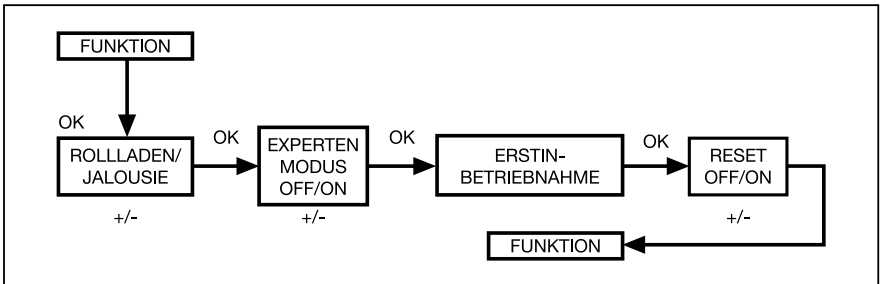 FUNKTION
OK
ROLLLADEN/
JALOUSIE
+/-
OK
EXPERTEN
MODUS
OFF/ON
+/-
OK
ERSTIN-
BETRIEBNAHME
OK
RESET
OFF/ON
+/-
FUNKTION